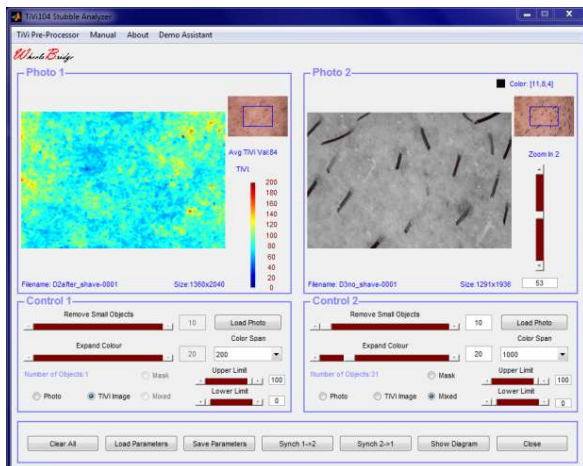 TiVi104 Stubble Analyzer
TiVi Pre-Processor Manual About Demo Assistant
WheelsBridge
Photo 1
Avg TiVi Val:84
TiVi:
200
180
160
140
120
100
80
60
40
20
0
Filename: D2after_shave-0001 Size:1360x2040
Photo 2
Color: [11,8,4]
Zoom In 2
53
Filename: D3no_shave-0001 Size:1291x1936
Control 1
Remove Small Objects
10
Load Photo
Expand Colour
20
Color Span
200
Number of Objects:1
Mask
Upper Limit
100
Photo
TiVi Image
Mixed
Lower Limit
0
Control 2
Remove Small Objects
10
Load Photo
Expand Colour
20
Color Span
1000
Number of Objects:21
Mask
Upper Limit
100
Photo
TiVi Image
Mixed
Lower Limit
0
Clear All Load Parameters Save Parameters Synch 1->2 Synch 2->1 Show Diagram Close